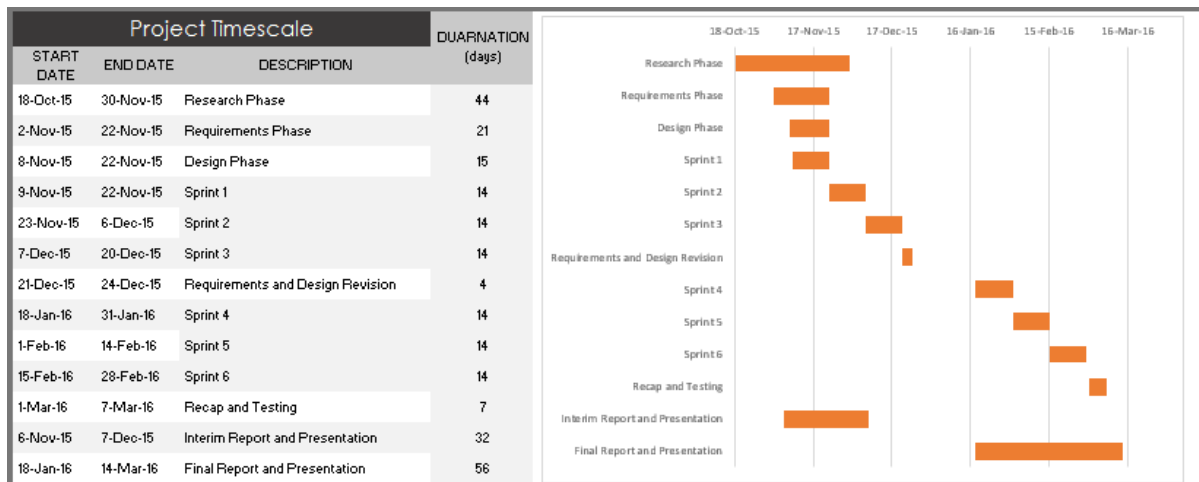 Project Timescale
DUARNATION
(days)
START
DATE
END DATE
DESCRIPTION
18-Oct-15 30-Nov-15 Research Phase 44
2-Nov-15 22-Nov-15 Requirements Phase 21
8-Nov-15 22-Nov-15 Design Phase 15
9-Nov-15 22-Nov-15 Sprint 1 14
23-Nov-15 6-Dec-15 Sprint 2 14
7-Dec-15 20-Dec-15 Sprint 3 14
21-Dec-15 24-Dec-15 Requirements and Design Revision 4
18-Jan-16 31-Jan-16 Sprint 4 14
1-Feb-16 14-Feb-16 Sprint 5 14
15-Feb-16 28-Feb-16 Sprint 6 14
1-Mar-16 7-Mar-16 Recap and Testing 7
6-Nov-15 7-Dec-15 Interim Report and Presentation 32
18-Jan-16 14-Mar-16 Final Report and Presentation 56
18-Oct-15 17-Nov-15 17-Dec-15 16-Jan-16 15-Feb-16 16-Mar-16
Research Phase
Requirements Phase
Design Phase
Sprint 1
Sprint 2
Sprint 3
Requirements and Design Revision
Sprint 4
Sprint 5
Sprint 6
Recap and Testing
Interim Report and Presentation
Final Report and Presentation